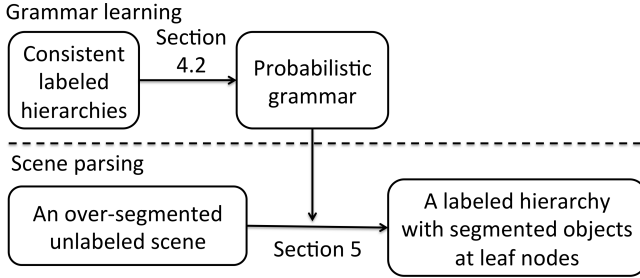 Grammar learning
Consistent
labeled
hierarchies
Section
4.2
Probabilistic
grammar
Scene parsing
An over-segmented
unlabeled scene
Section 5
A labeled hierarchy
with segmented objects
at leaf nodes